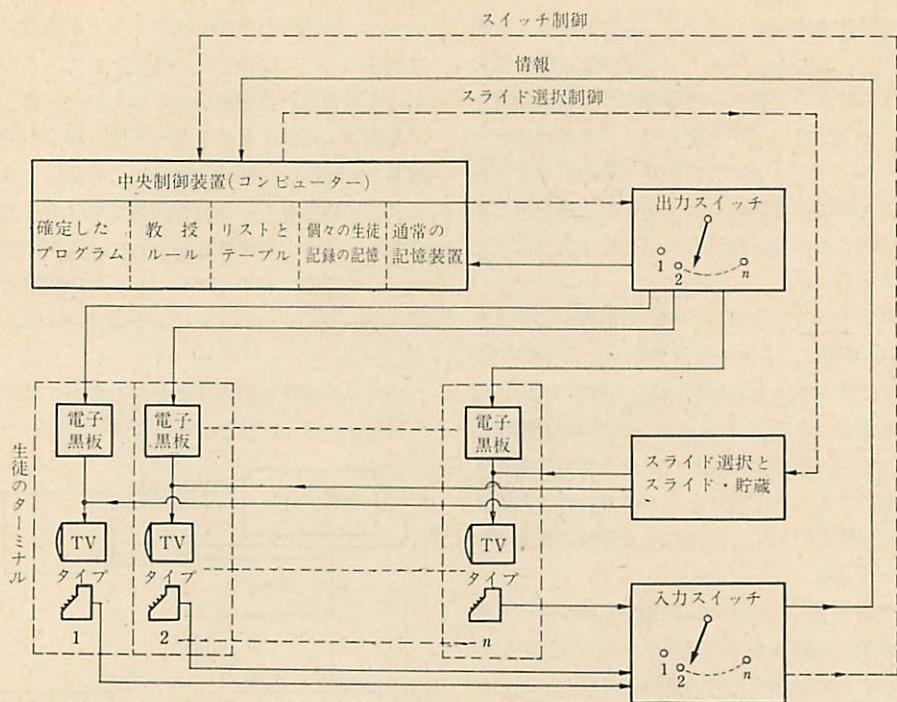 スイッチ制御
情報
スライド選択制御
中央制御装置(コンピューター)
確定した
プログラム
教授
ルール
リストと
テーブル
個々の生徒
記録の記憶
通常の
記憶装置
出力スイッチ
1
2
n
生徒のターミナル
電子
黒板
電子
黒板
電子
黒板
スライド選択と
スライド・貯蔵
TV
TV
TV
タイプ
タイプ
タイプ
1
2
n
入力スイッチ
1
2
n